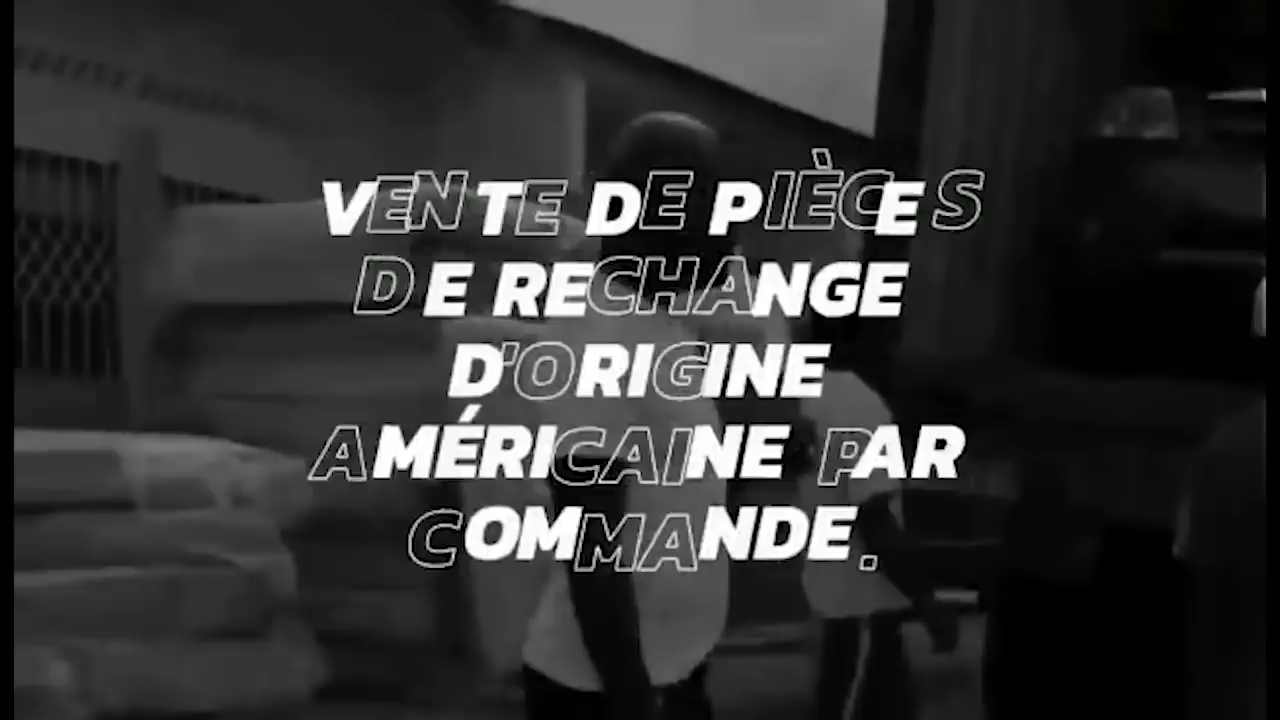 VENTE DE PIÈCES
DE RECHANGE
D'ORIGINE
AMÉRICAINE PAR
COMMANDE.